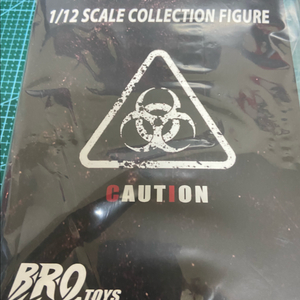 1/12 SCALE COLLECTION FIGURE
CAUTION
BRO.TOYS